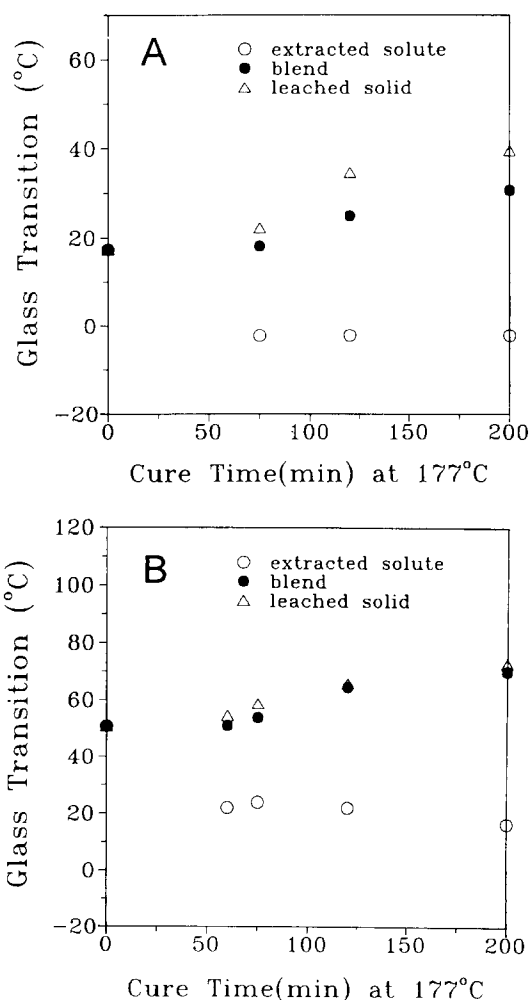 A
○ extracted solute
● blend
△ leached solid
Glass Transition (°C)
60
40
20
0
-20
0 50 100 150 200
Cure Time(min) at 177°C
B
○ extracted solute
● blend
△ leached solid
Glass Transition (°C)
120
100
80
60
40
20
0
-20
0 50 100 150 200
Cure Time(min) at 177°C